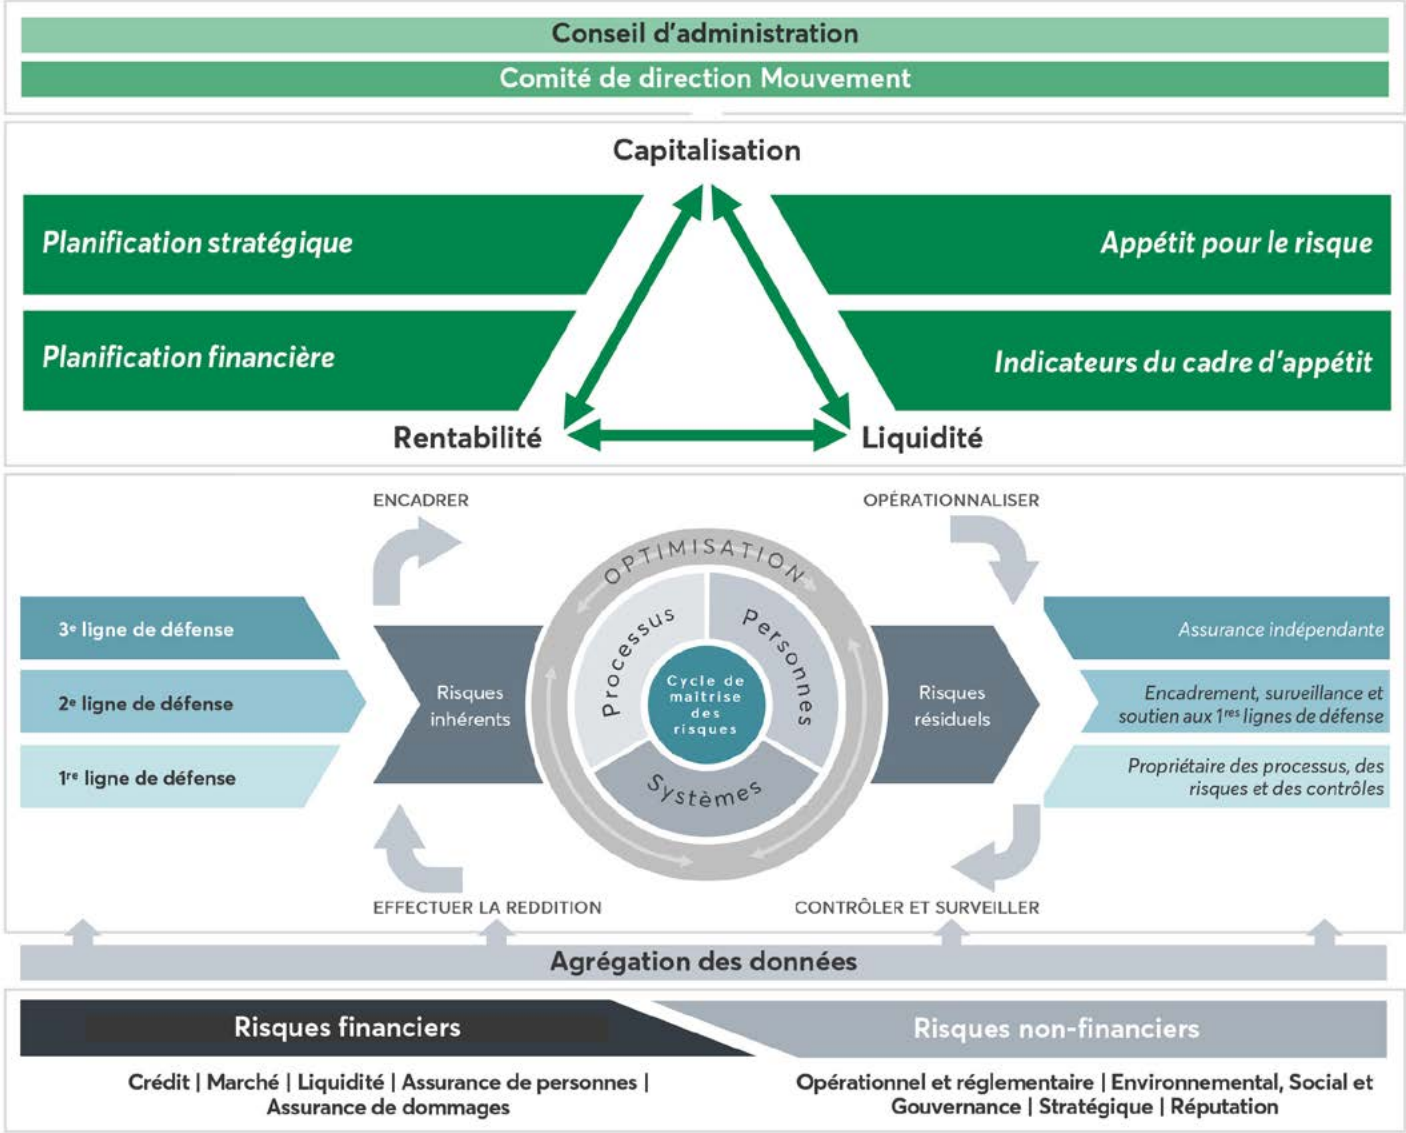 Conseil d'administration
Comité de direction Mouvement
Capitalisation
Planification stratégique
Appétit pour le risque
Planification financière
Indicateurs du cadre d'appétit
Rentabilité
Liquidité
ENCADRER
OPÉRATIONNALISER
OPTIMISATION
3e ligne de défense
2e ligne de défense
1re ligne de défense
Risques
inhérents
Processus
Personnes
Systèmes
Cycle de
maîtrise
des
risques
Risques
résiduels
Assurance indépendante
Encadrement, surveillance et
soutien aux 1res lignes de défense
Propriétaire des processus, des
risques et des contrôles
EFFECTUER LA REDDITION
CONTRÔLER ET SURVEILLER
Agrégation des données
Risques financiers
Risques non-financiers
Crédit | Marché | Liquidité | Assurance de personnes |
Assurance de dommages
Opérationnel et réglementaire | Environnemental, Social et
Gouvernance | Stratégique | Réputation